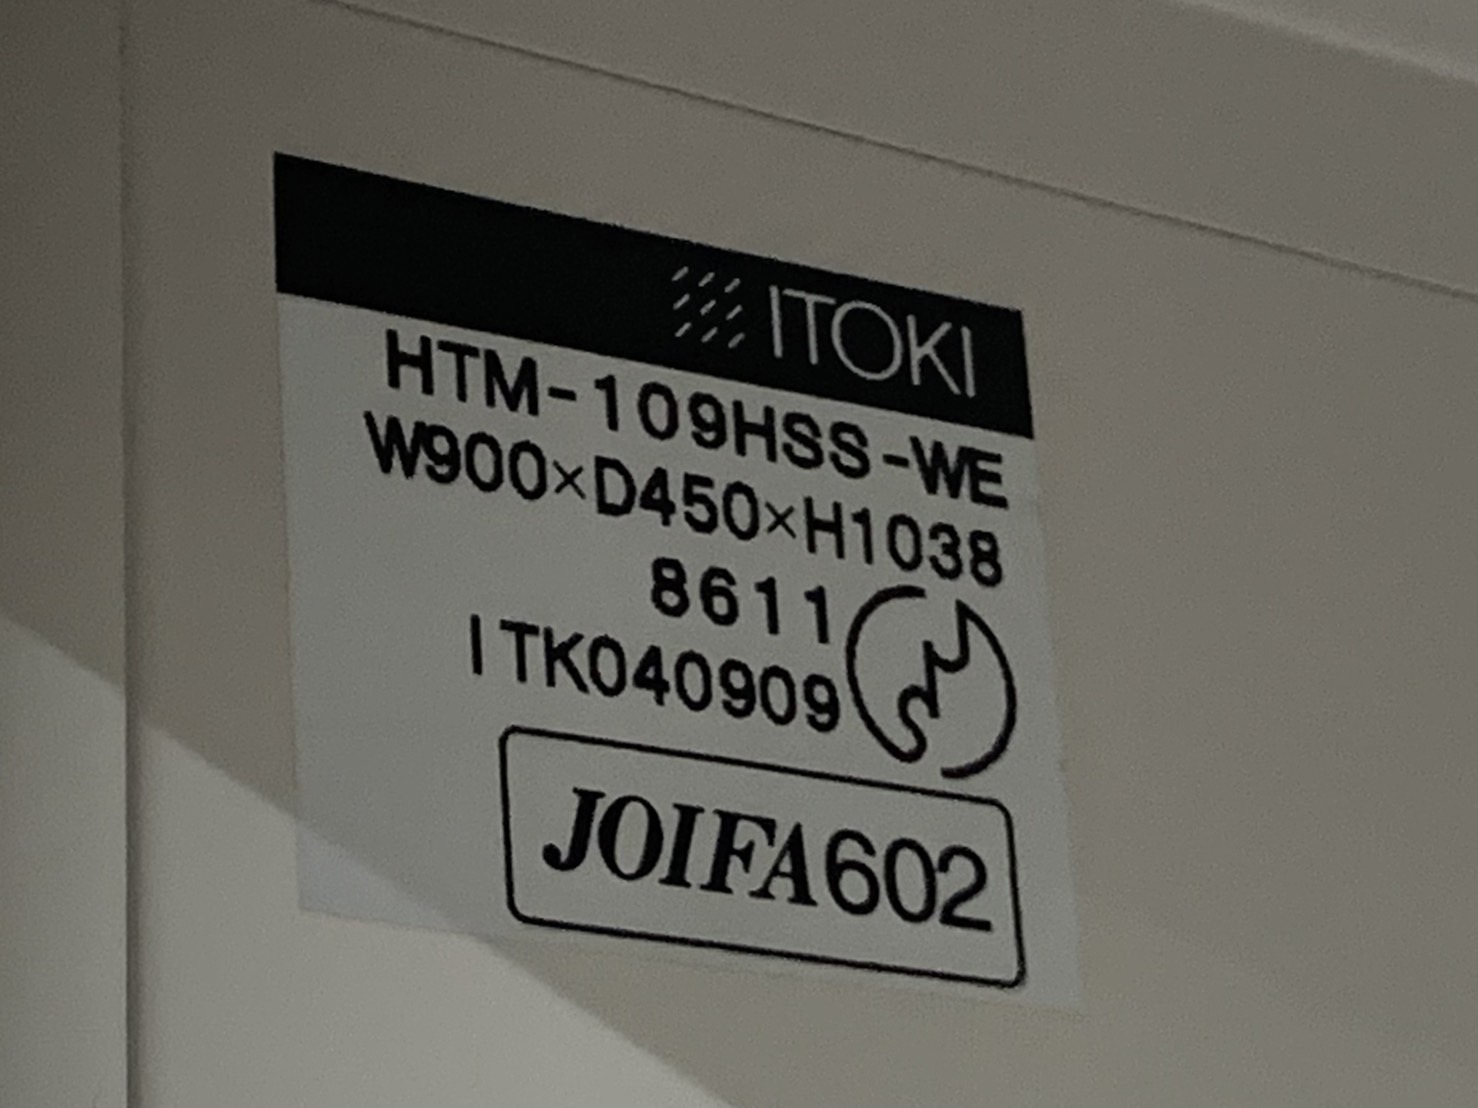 ITOKI
HTM-109HSS-WE
W900×D450×H1038
8611
ITK040909
JOIFA602